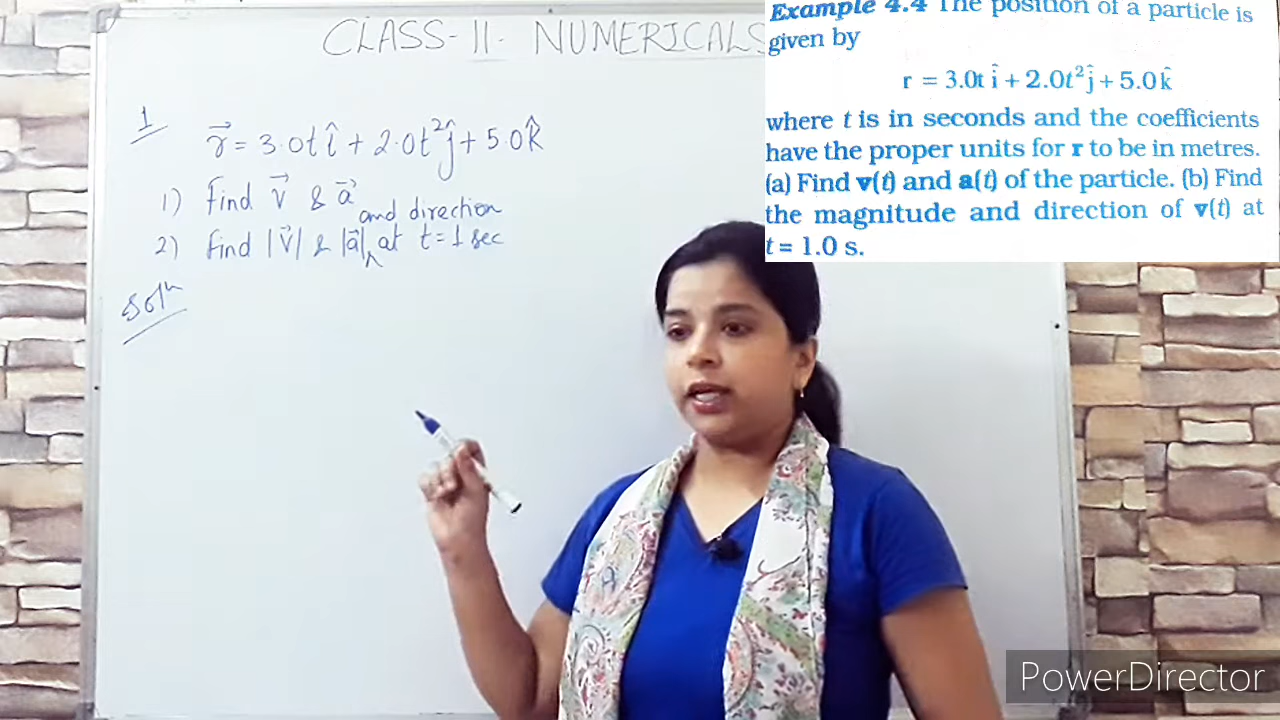 CLASS-11. NUMERICALS
1
r⃗ = 3.0t î + 2.0t² ĵ + 5.0 k̂
1) Find v⃗ & a⃗
and direction
2) Find |v⃗| & |a⃗| at t = 1 sec
Solⁿ
Example 4.4 The position of a particle is
given by
r = 3.0t î + 2.0t² ĵ + 5.0 k̂
where t is in seconds and the coefficients
have the proper units for r to be in metres.
(a) Find v(t) and a(t) of the particle. (b) Find
the magnitude and direction of v(t) at
t = 1.0 s.
PowerDirector